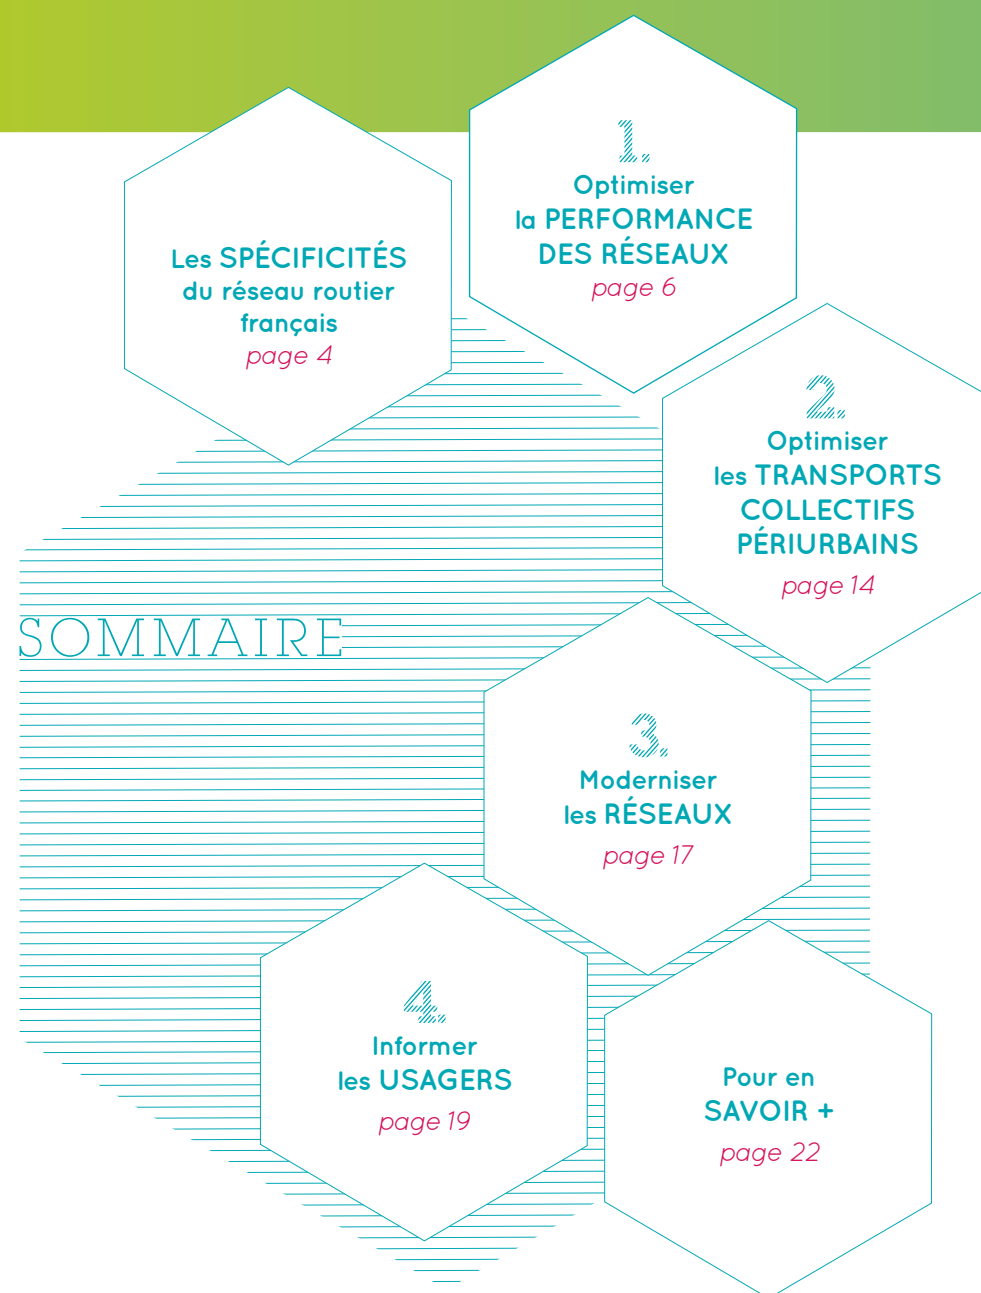 Les SPÉCIFICITÉS
du réseau routier
français
page 4
1.
Optimiser
la PERFORMANCE
DES RÉSEAUX
page 6
2.
Optimiser
les TRANSPORTS
COLLECTIFS
PÉRIURBAINS
page 14
SOMMAIRE
3.
Moderniser
les RÉSEAUX
page 17
4.
Informer
les USAGERS
page 19
Pour en
SAVOIR +
page 22